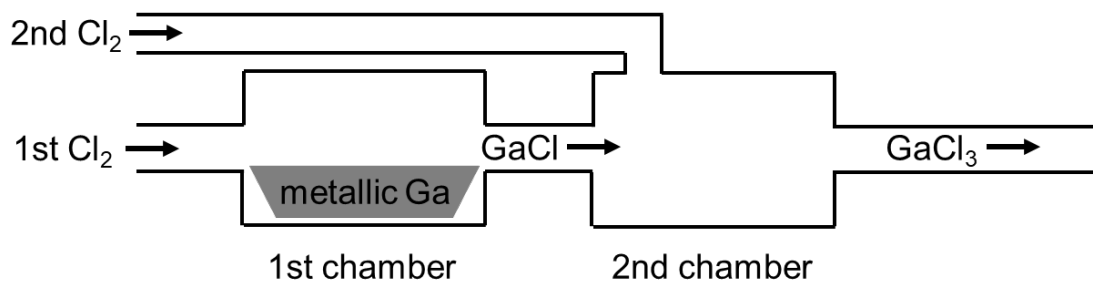 2nd Cl₂
1st Cl₂
GaCl
GaCl₃
metallic Ga
1st chamber
2nd chamber